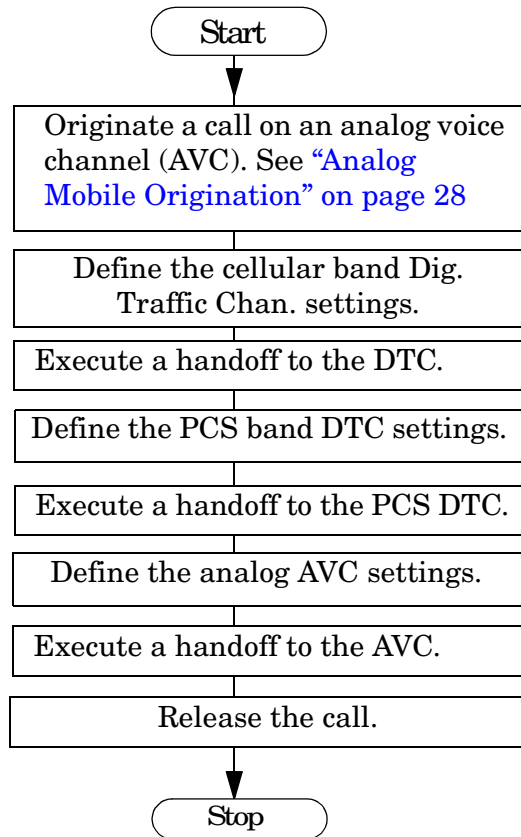 Start
Originate a call on an analog voice
channel (AVC). See “Analog
Mobile Origination” on page 28
Define the cellular band Dig.
Traffic Chan. settings.
Execute a handoff to the DTC.
Define the PCS band DTC settings.
Execute a handoff to the PCS DTC.
Define the analog AVC settings.
Execute a handoff to the AVC.
Release the call.
Stop